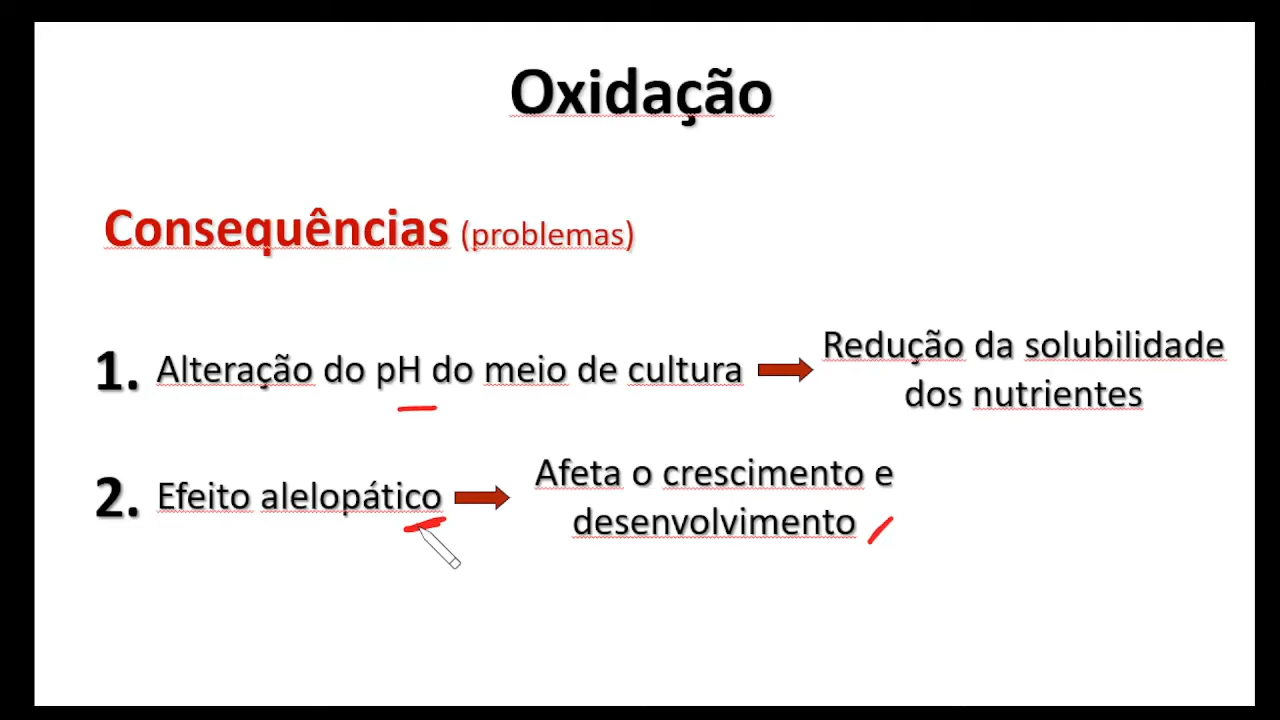 Oxidação
Consequências (problemas)
1. Alteração do pH do meio de cultura
Redução da solubilidade
dos nutrientes
2. Efeito alelopático
Afeta o crescimento e
desenvolvimento